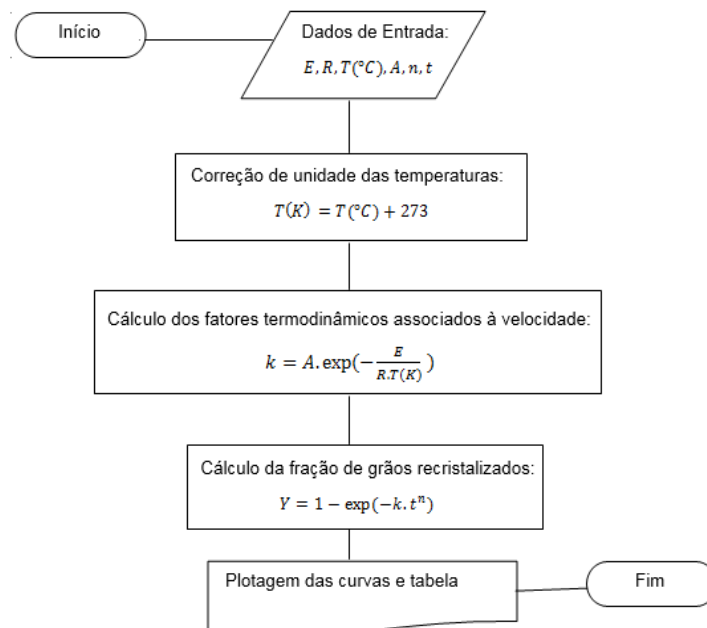 Início
Dados de Entrada:
E, R, T(°C), A, n, t
Correção de unidade das temperaturas:
T(K) = T(°C) + 273
Cálculo dos fatores termodinâmicos associados à velocidade:
k = A.exp(−E/R.T(K))
Cálculo da fração de grãos recristalizados:
Y = 1 − exp(−k.tⁿ)
Plotagem das curvas e tabela
Fim